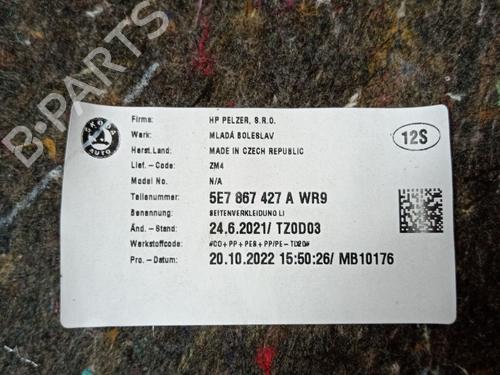 B-PARTS
ŠKODA
AUTO
Firma: HP PELZER, S.R.O.
Werk: MLADÁ BOLESLAV
Herst.Land: MADE IN CZECH REPUBLIC
Lief.-Code: ZM4
Model No.: N/A
Teilenummer: 5E7 867 427 A WR9
Benennung: SEITENVERKLEIDUNG LI
Änd.-Stand: 24.6.2021/ TZ0D03
Werkstoffcode: #CO+PP+PES+PP/PE-TD20#
Pro.-Datum: 20.10.2022 15:50:26/ MB10176
12S